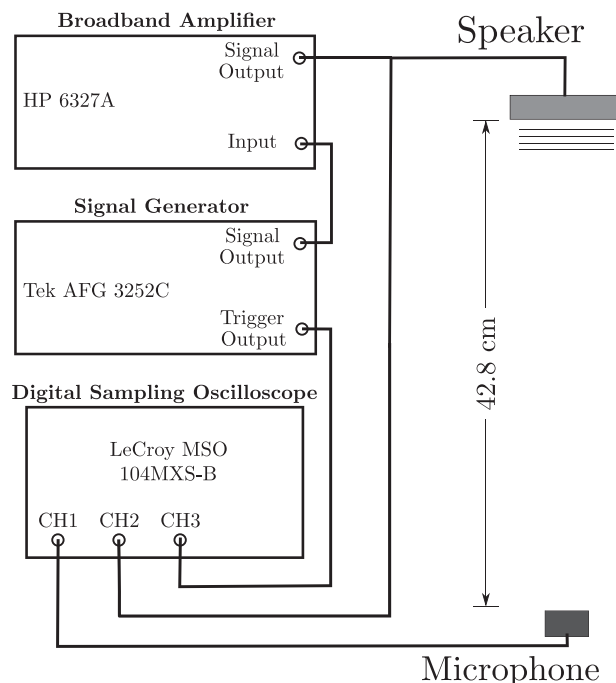 Broadband Amplifier
Speaker
Signal
Output
HP 6327A
Input
Signal Generator
Signal
Output
Tek AFG 3252C
Trigger
Output
42.8 cm
Digital Sampling Oscilloscope
LeCroy MSO
104MXS-B
CH1 CH2 CH3
Microphone